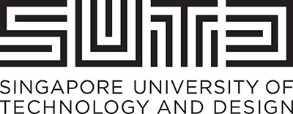 SUTD
SINGAPORE UNIVERSITY OF
TECHNOLOGY AND DESIGN